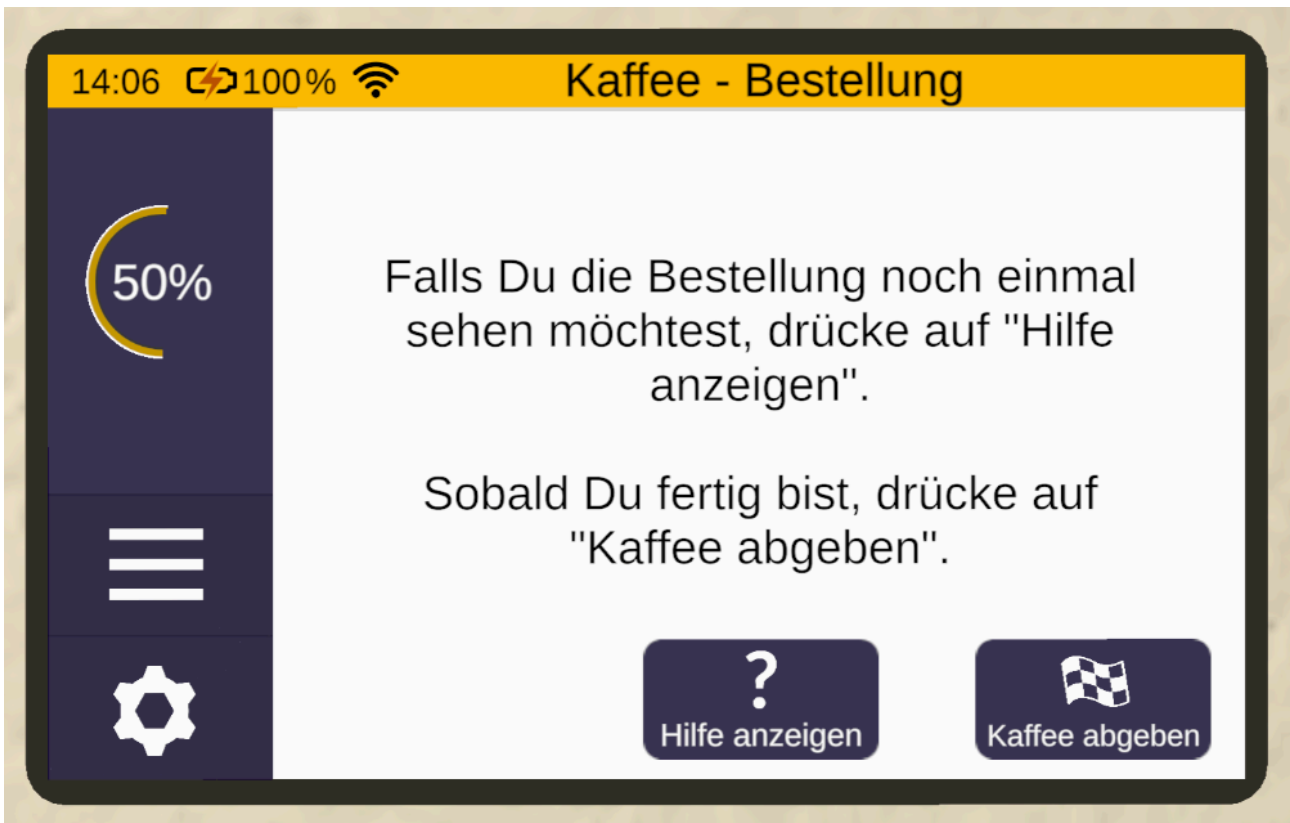 14:06 100% Kaffee - Bestellung
50%
Falls Du die Bestellung noch einmal
sehen möchtest, drücke auf "Hilfe
anzeigen".
Sobald Du fertig bist, drücke auf
"Kaffee abgeben".
?
Hilfe anzeigen
Kaffee abgeben